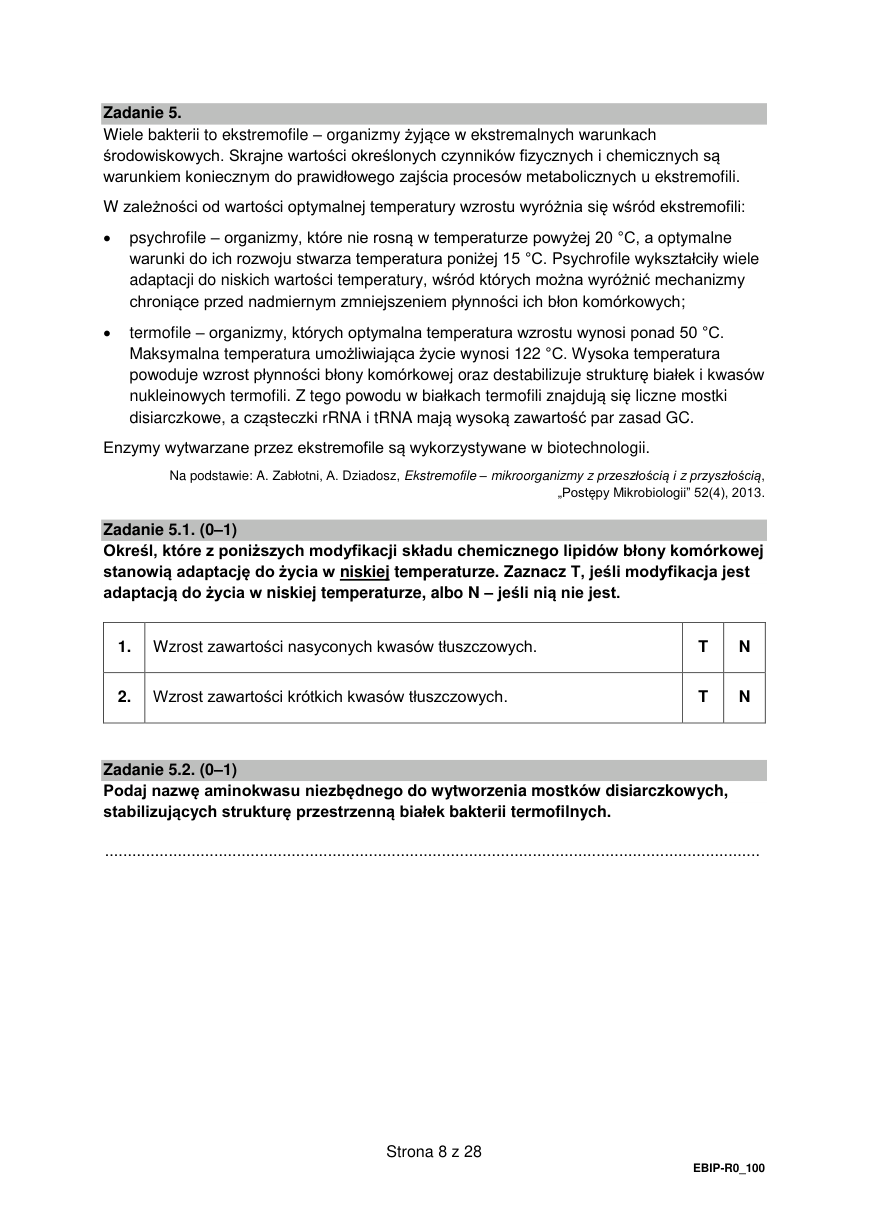 Zadanie 5.
Wiele bakterii to ekstremofile – organizmy żyjące w ekstremalnych warunkach
środowiskowych. Skrajne wartości określonych czynników fizycznych i chemicznych są
warunkiem koniecznym do prawidłowego zajścia procesów metabolicznych u ekstremofili.
W zależności od wartości optymalnej temperatury wzrostu wyróżnia się wśród ekstremofili:
• psychrofile – organizmy, które nie rosną w temperaturze powyżej 20 °C, a optymalne
warunki do ich rozwoju stwarza temperatura poniżej 15 °C. Psychrofile wykształciły wiele
adaptacji do niskich wartości temperatury, wśród których można wyróżnić mechanizmy
chroniące przed nadmiernym zmniejszeniem płynności ich błon komórkowych;
• termofile – organizmy, których optymalna temperatura wzrostu wynosi ponad 50 °C.
Maksymalna temperatura umożliwiająca życie wynosi 122 °C. Wysoka temperatura
powoduje wzrost płynności błony komórkowej oraz destabilizuje strukturę białek i kwasów
nukleinowych termofili. Z tego powodu w białkach termofili znajdują się liczne mostki
disiarczkowe, a cząsteczki rRNA i tRNA mają wysoką zawartość par zasad GC.
Enzymy wytwarzane przez ekstremofile są wykorzystywane w biotechnologii.
Na podstawie: A. Zabłotni, A. Dziadosz, Ekstremofile – mikroorganizmy z przeszłością i z przyszłością,
„Postępy Mikrobiologii” 52(4), 2013.
Zadanie 5.1. (0–1)
Określ, które z poniższych modyfikacji składu chemicznego lipidów błony komórkowej
stanowią adaptację do życia w niskiej temperaturze. Zaznacz T, jeśli modyfikacja jest
adaptacją do życia w niskiej temperaturze, albo N – jeśli nią nie jest.
1. Wzrost zawartości nasyconych kwasów tłuszczowych. T N
2. Wzrost zawartości krótkich kwasów tłuszczowych. T N
Zadanie 5.2. (0–1)
Podaj nazwę aminokwasu niezbędnego do wytworzenia mostków disiarczkowych,
stabilizujących strukturę przestrzenną białek bakterii termofilnych.
Strona 8 z 28
EBIP-R0_100